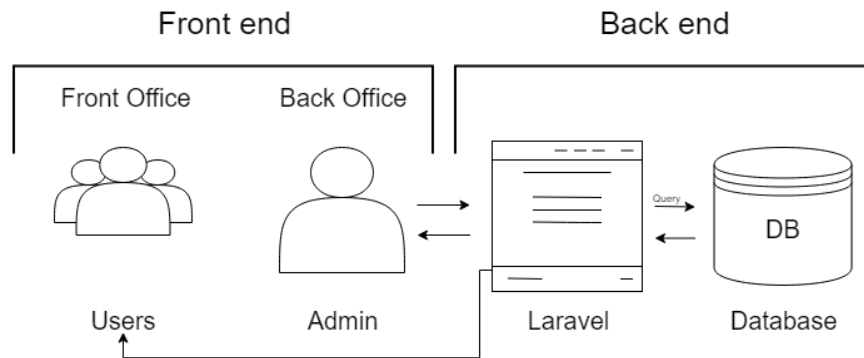 Front end
Back end
Front Office
Back Office
Query
DB
Users
Admin
Laravel
Database